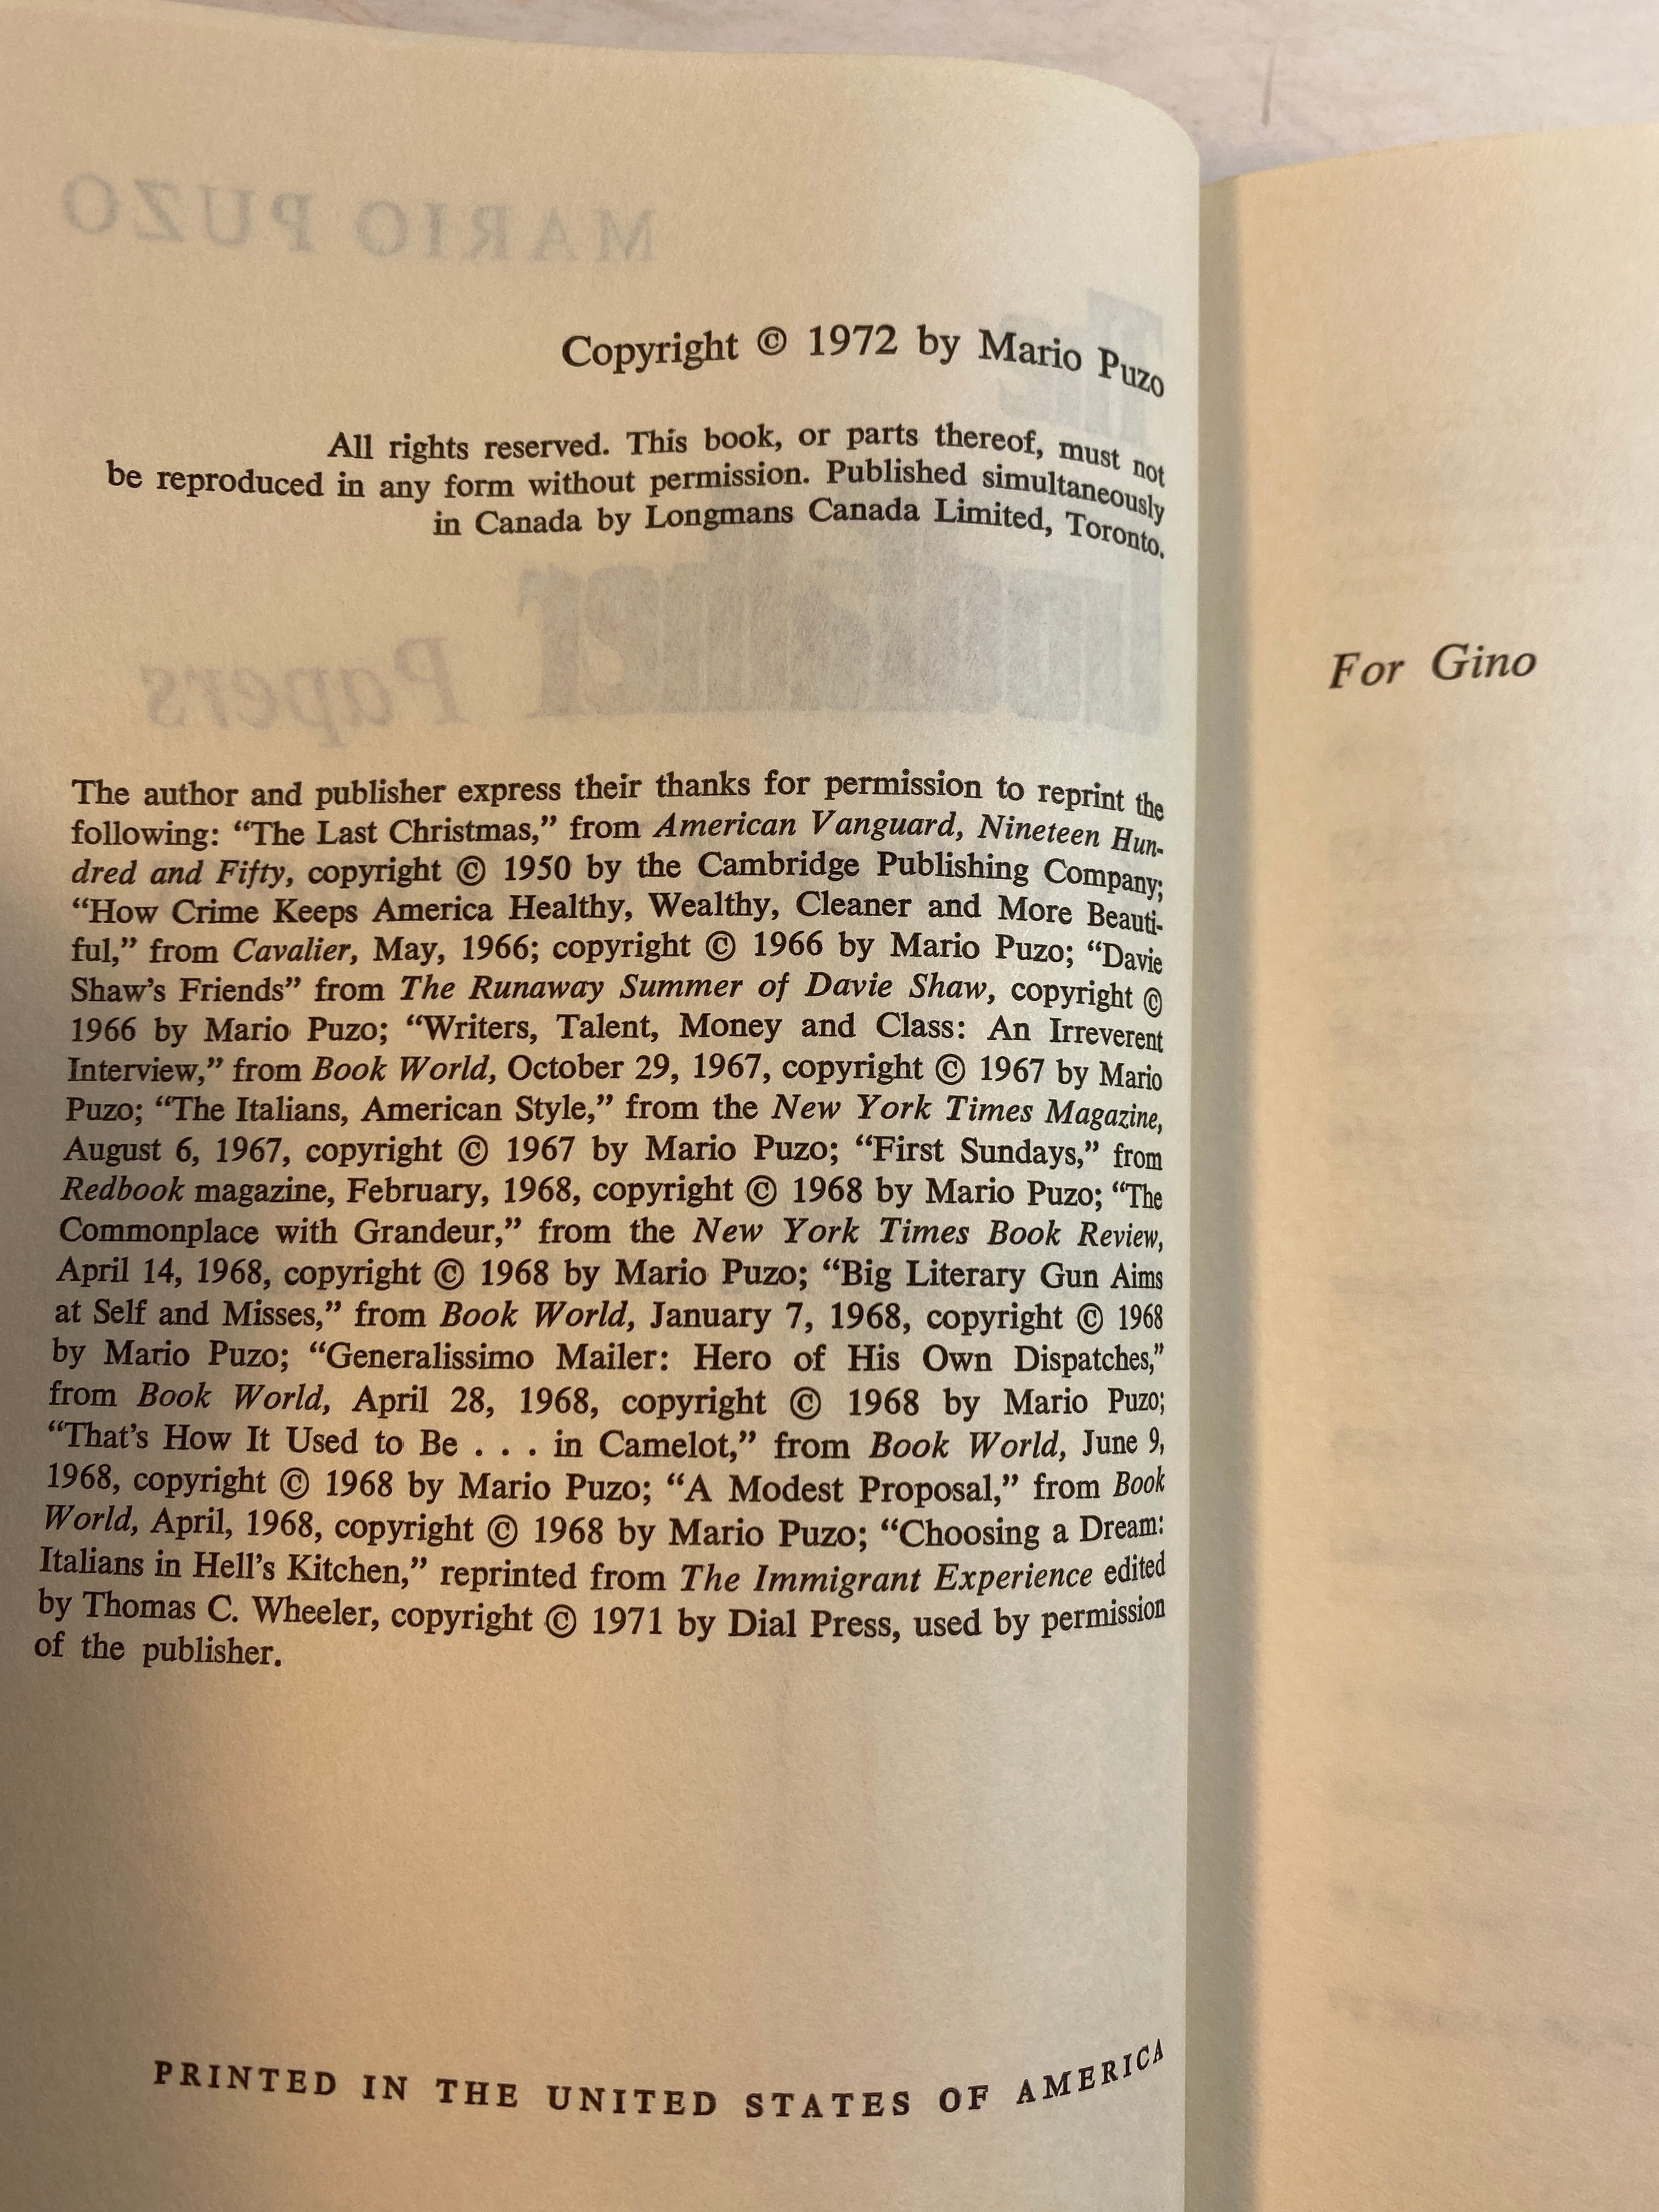 MARIO PUZO
Copyright © 1972 by Mario Puzo
All rights reserved. This book, or parts thereof, must not
be reproduced in any form without permission. Published simultaneously
in Canada by Longmans Canada Limited, Toronto.
Papers
The author and publisher express their thanks for permission to reprint the
following: “The Last Christmas,” from American Vanguard, Nineteen Hun-
dred and Fifty, copyright © 1950 by the Cambridge Publishing Company;
“How Crime Keeps America Healthy, Wealthy, Cleaner and More Beauti-
ful,” from Cavalier, May, 1966; copyright © 1966 by Mario Puzo; “Davie
Shaw’s Friends” from The Runaway Summer of Davie Shaw, copyright ©
1966 by Mario Puzo; “Writers, Talent, Money and Class: An Irreverent
Interview,” from Book World, October 29, 1967, copyright © 1967 by Mario
Puzo; “The Italians, American Style,” from the New York Times Magazine,
August 6, 1967, copyright © 1967 by Mario Puzo; “First Sundays,” from
Redbook magazine, February, 1968, copyright © 1968 by Mario Puzo; “The
Commonplace with Grandeur,” from the New York Times Book Review,
April 14, 1968, copyright © 1968 by Mario Puzo; “Big Literary Gun Aims
at Self and Misses,” from Book World, January 7, 1968, copyright © 1968
by Mario Puzo; “Generalissimo Mailer: Hero of His Own Dispatches,”
from Book World, April 28, 1968, copyright © 1968 by Mario Puzo;
“That’s How It Used to Be . . . in Camelot,” from Book World, June 9,
1968, copyright © 1968 by Mario Puzo; “A Modest Proposal,” from Book
World, April, 1968, copyright © 1968 by Mario Puzo; “Choosing a Dream:
Italians in Hell’s Kitchen,” reprinted from The Immigrant Experience edited
by Thomas C. Wheeler, copyright © 1971 by Dial Press, used by permission
of the publisher.
PRINTED IN THE UNITED STATES OF AMERICA
For Gino